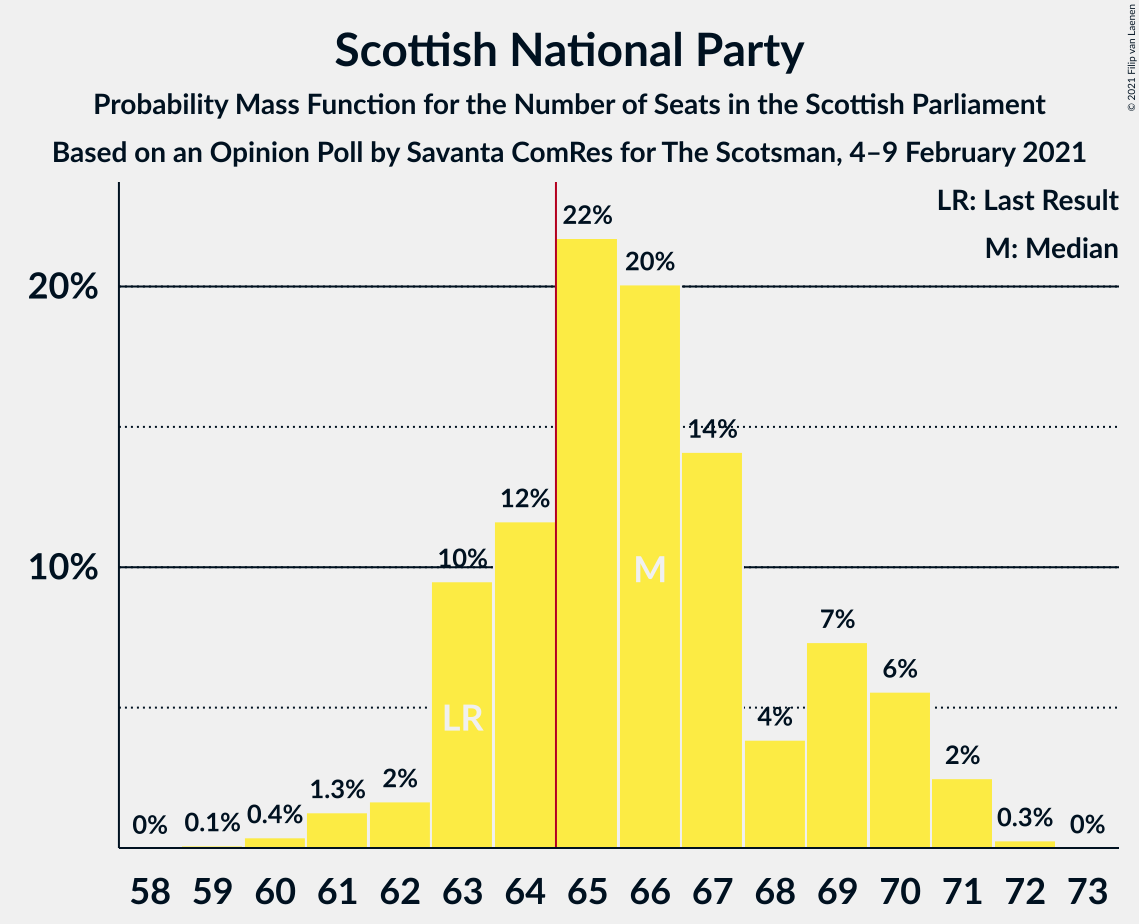 Scottish National Party
Probability Mass Function for the Number of Seats in the Scottish Parliament
Based on an Opinion Poll by Savanta ComRes for The Scotsman, 4–9 February 2021
© 2021 Filip van Laenen
LR: Last Result
M: Median
20%
10%
0%
0.1%
0.4%
1.3%
2%
10%
12%
22%
20%
14%
4%
7%
6%
2%
0.3%
0%
LR
M
58 59 60 61 62 63 64 65 66 67 68 69 70 71 72 73